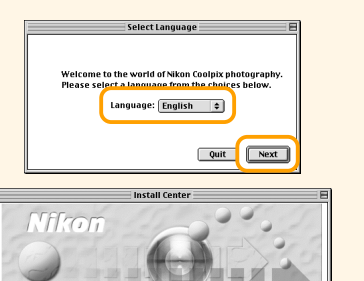 Select Language
Welcome to the world of Nikon Coolpix photography.
Please select a language from the choices below.
Language: English
Quit
Next
Install Center
Nikon